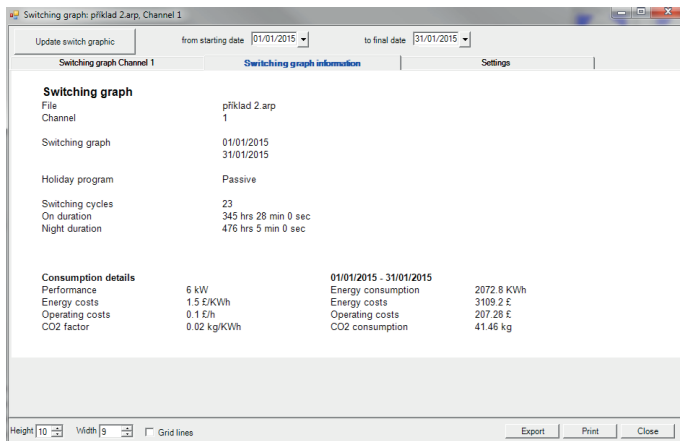 Switching graph: příklad 2.arp, Channel 1
Update switch graphic from starting date 01/01/2015 to final date 31/01/2015
Switching graph Channel 1 Switching graph information Settings
Switching graph
File příklad 2.arp
Channel 1
Switching graph 01/01/2015
31/01/2015
Holiday program Passive
Switching cycles 23
On duration 345 hrs 28 min 0 sec
Night duration 476 hrs 5 min 0 sec
Consumption details 01/01/2015 - 31/01/2015
Performance 6 kW Energy consumption 2072.8 KWh
Energy costs 1.5 £/KWh Energy costs 3109.2 £
Operating costs 0.1 £/h Operating costs 207.28 £
CO2 factor 0.02 kg/KWh CO2 consumption 41.46 kg
Height 10 Width 9 Grid lines Export Print Close